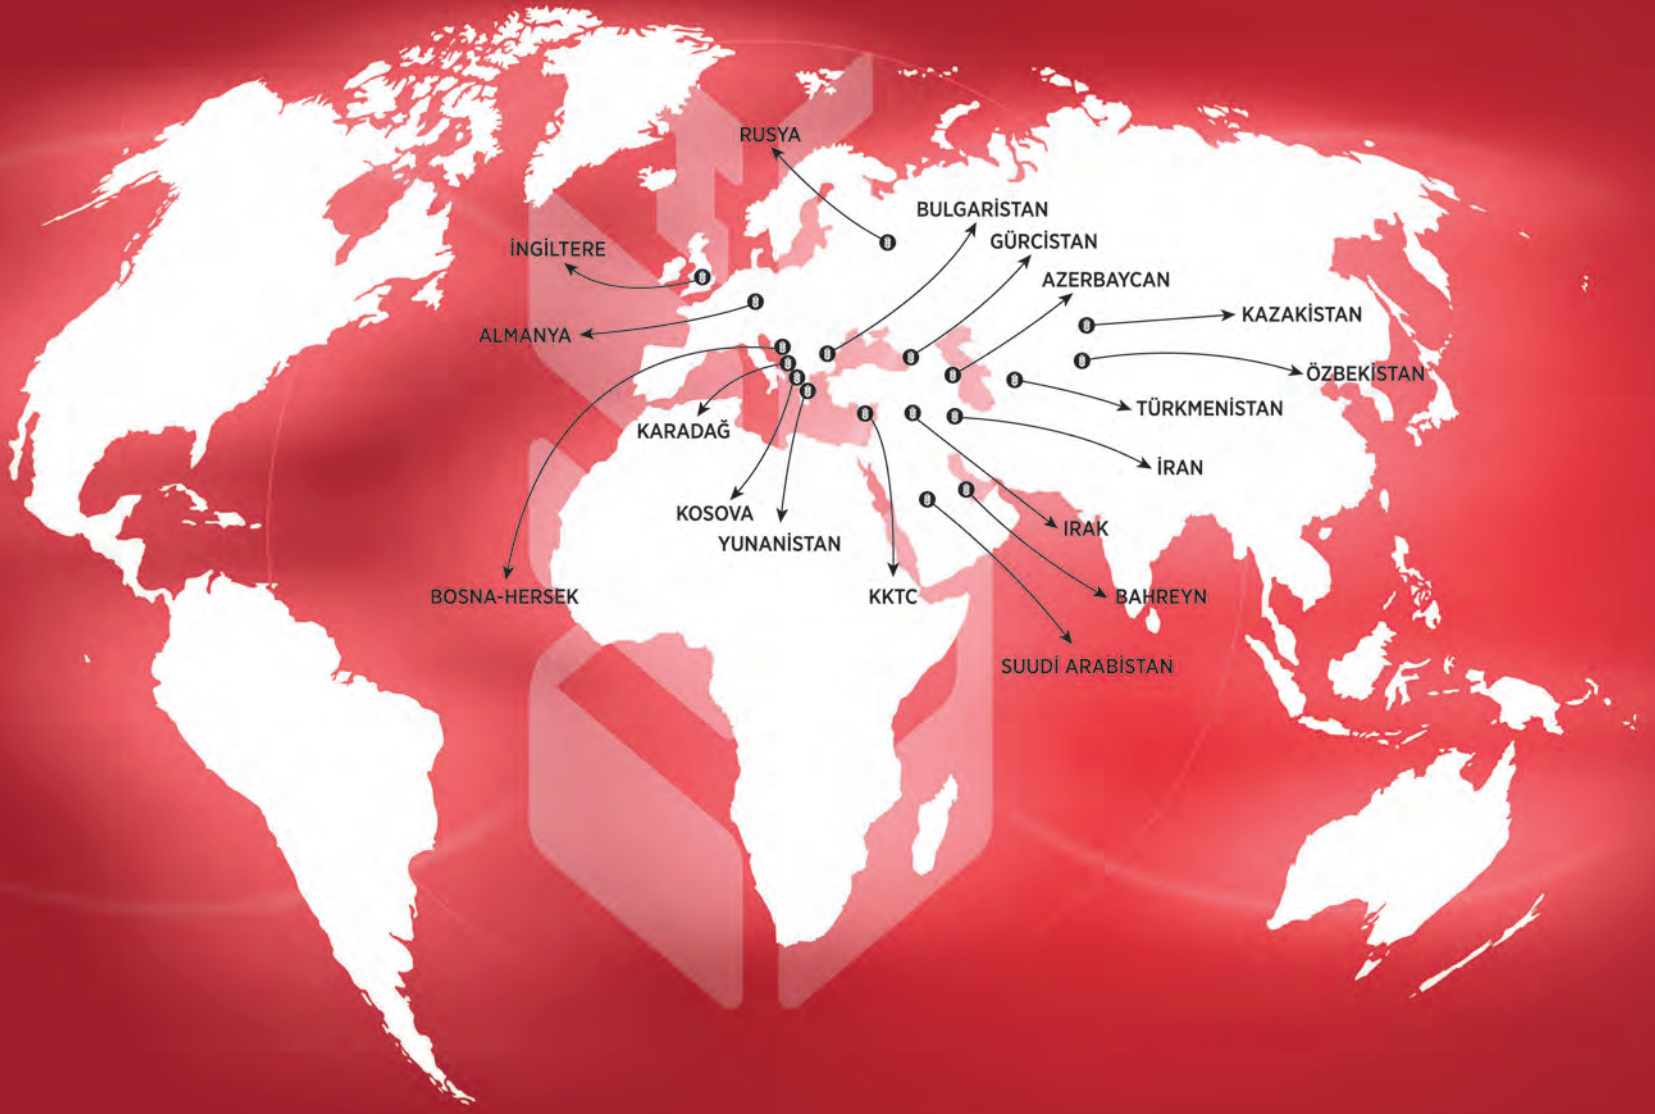 RUSYA
BULGARİSTAN
GÜRCİSTAN
İNGİLTERE
AZERBAYCAN
KAZAKİSTAN
ALMANYA
ÖZBEKİSTAN
TÜRKMENİSTAN
KARADAĞ
İRAN
KOSOVA
IRAK
YUNANİSTAN
BOSNA-HERSEK
KKTC
BAHREYN
SUUDİ ARABİSTAN